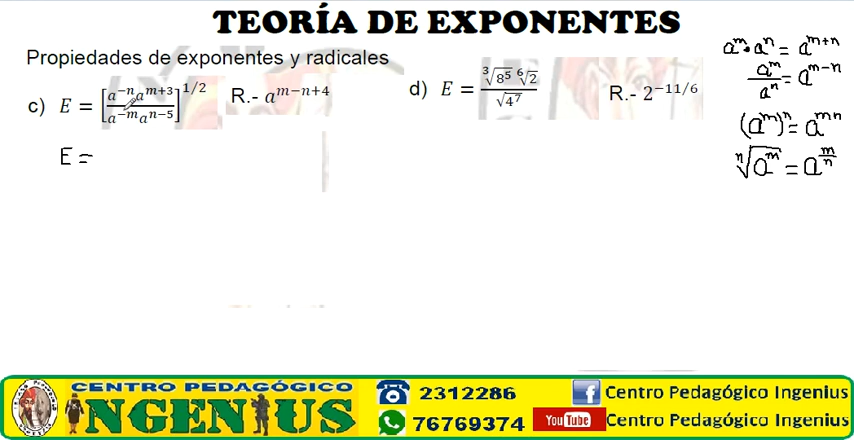 TEORÍA DE EXPONENTES
Propiedades de exponentes y radicales
c) E = [a^{-n}a^{m+3} / a^{-m}a^{n-5}]^{1/2} R.- a^{m-n+4}
d) E = ∛(8^5) ⁶√2 / √(4^7) R.- 2^{-11/6}
E =
a^m · a^n = a^{m+n}
a^m / a^n = a^{m-n}
(a^m)^n = a^{mn}
ⁿ√(a^m) = a^{m/n}
CENTRO PEDAGÓGICO
INGENIUS
2312286
76769374
Centro Pedagógico Ingenius
YouTube Centro Pedagógico Ingenius